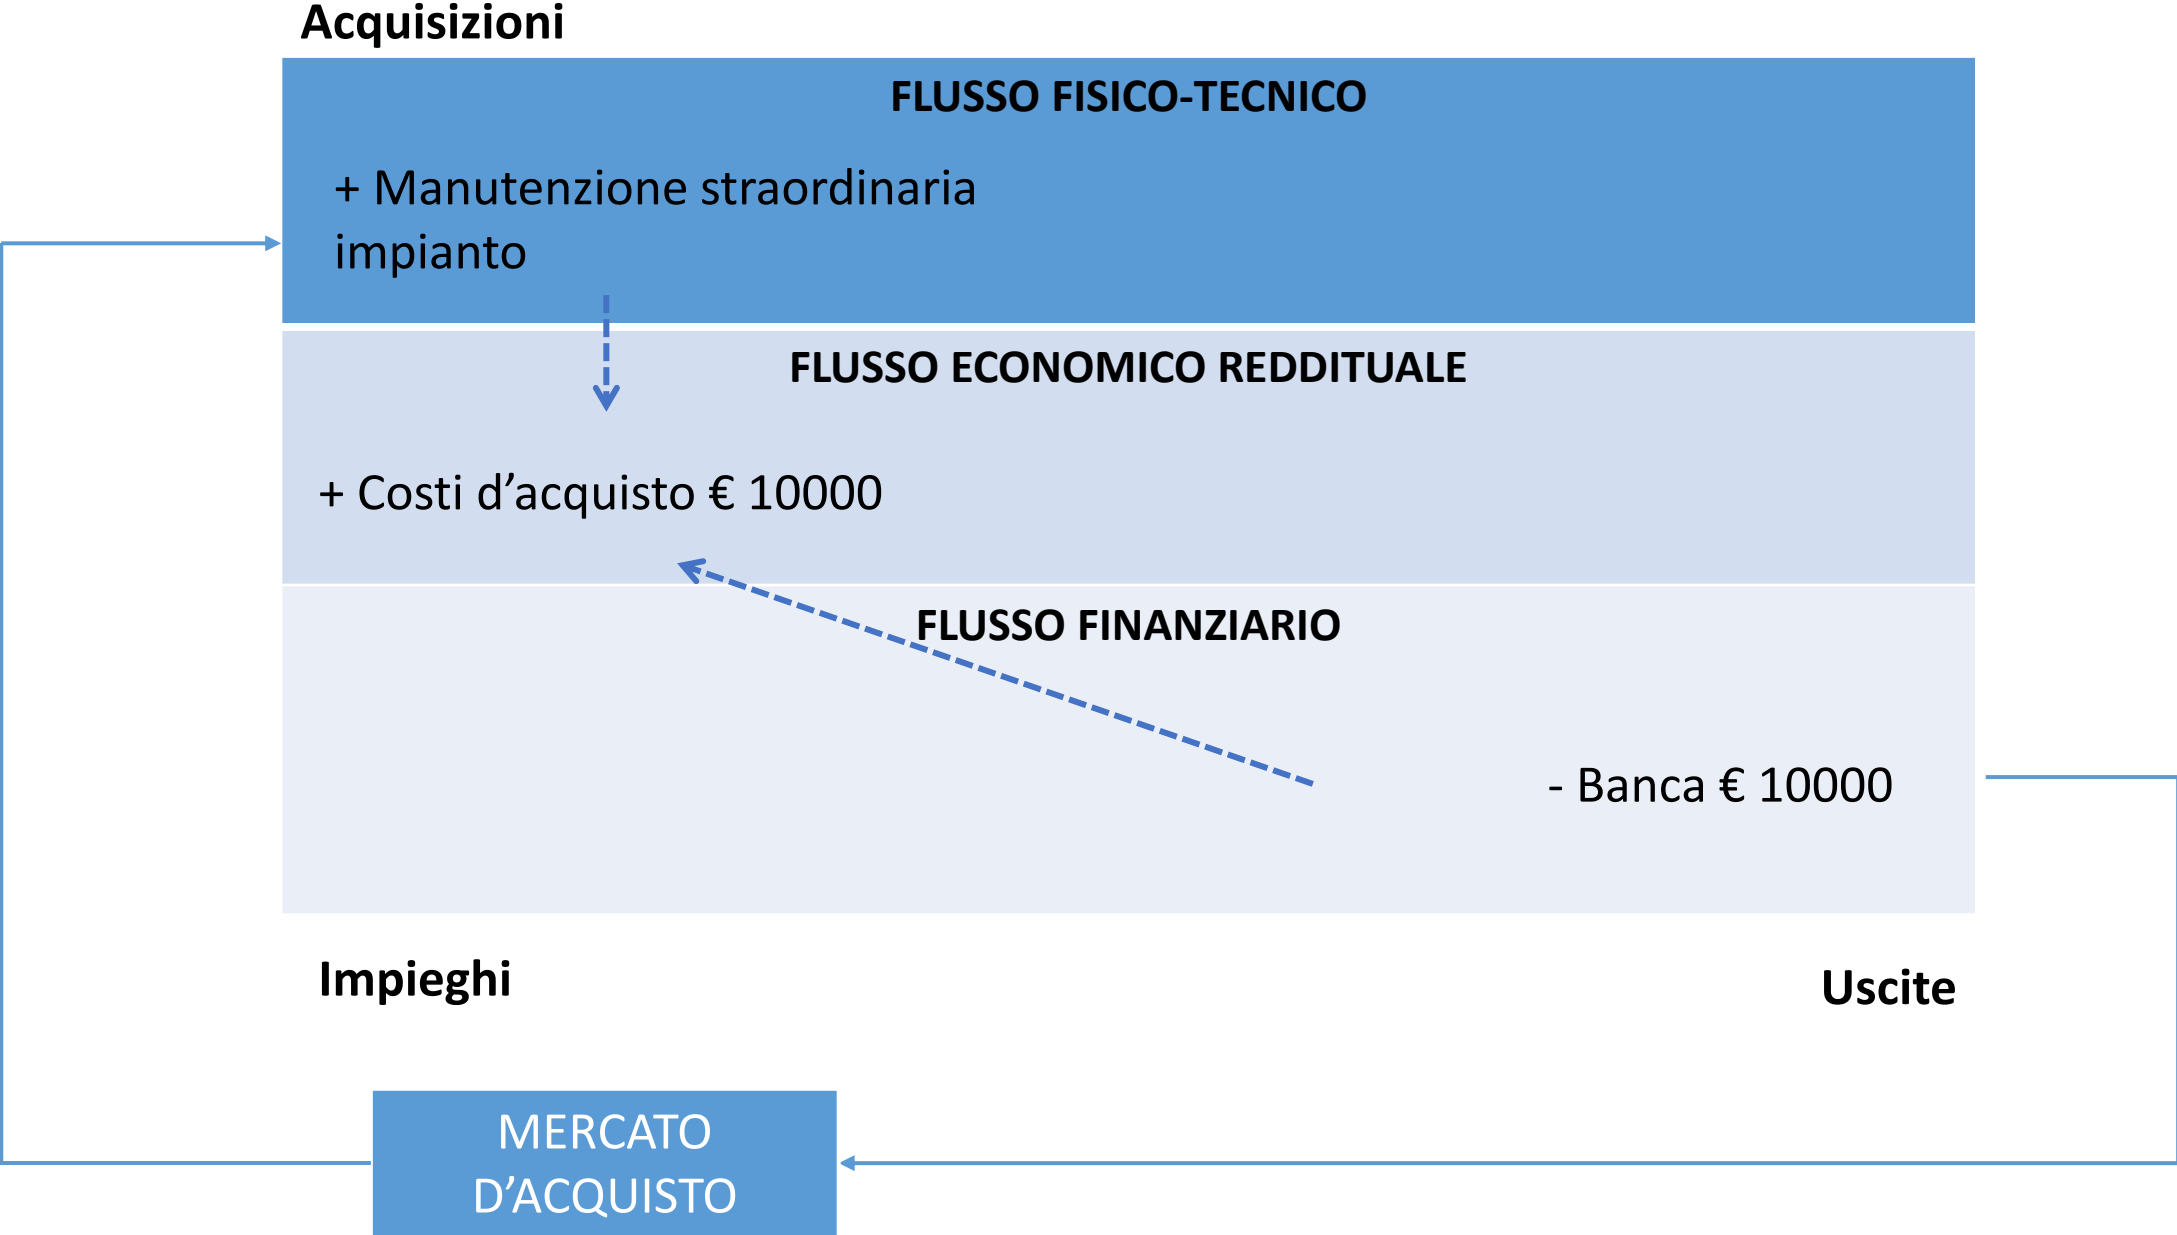 Acquisizioni
FLUSSO FISICO-TECNICO
+ Manutenzione straordinaria
impianto
FLUSSO ECONOMICO REDDITUALE
+ Costi d’acquisto € 10000
FLUSSO FINANZIARIO
- Banca € 10000
Impieghi
Uscite
MERCATO
D’ACQUISTO